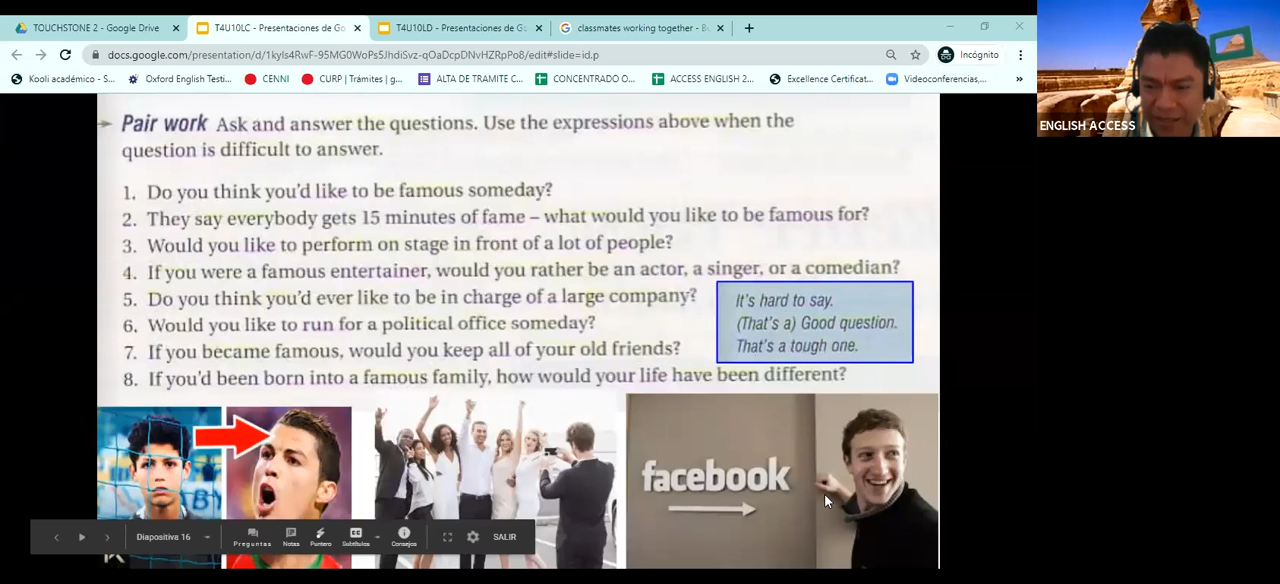 TOUCHSTONE 2 - Google Drive
T4U10LC - Presentaciones de Go
T4U10LD - Presentaciones de Go
classmates working together - B
docs.google.com/presentation/d/1kyIs4RwF-95MG0WoPs5JhdiSvz-qOaDcpDNvHZRpPo8/edit#slide=id.p
Incógnito
Kooli académico - S...
Oxford English Testi...
CENNI
CURP | Trámites | g...
ALTA DE TRAMITE C...
CONCENTRADO O...
ACCESS ENGLISH 2...
Excellence Certificat...
Videoconferencias,...
ENGLISH ACCESS
Pair work Ask and answer the questions. Use the expressions above when the
question is difficult to answer.
1. Do you think you'd like to be famous someday?
2. They say everybody gets 15 minutes of fame – what would you like to be famous for?
3. Would you like to perform on stage in front of a lot of people?
4. If you were a famous entertainer, would you rather be an actor, a singer, or a comedian?
5. Do you think you'd ever like to be in charge of a large company?
6. Would you like to run for a political office someday?
7. If you became famous, would you keep all of your old friends?
8. If you'd been born into a famous family, how would your life have been different?
It's hard to say.
(That's a) Good question.
That's a tough one.
facebook
Diapositiva 16
Preguntas
Notas
Puntero
Subtítulos
Consejos
SALIR